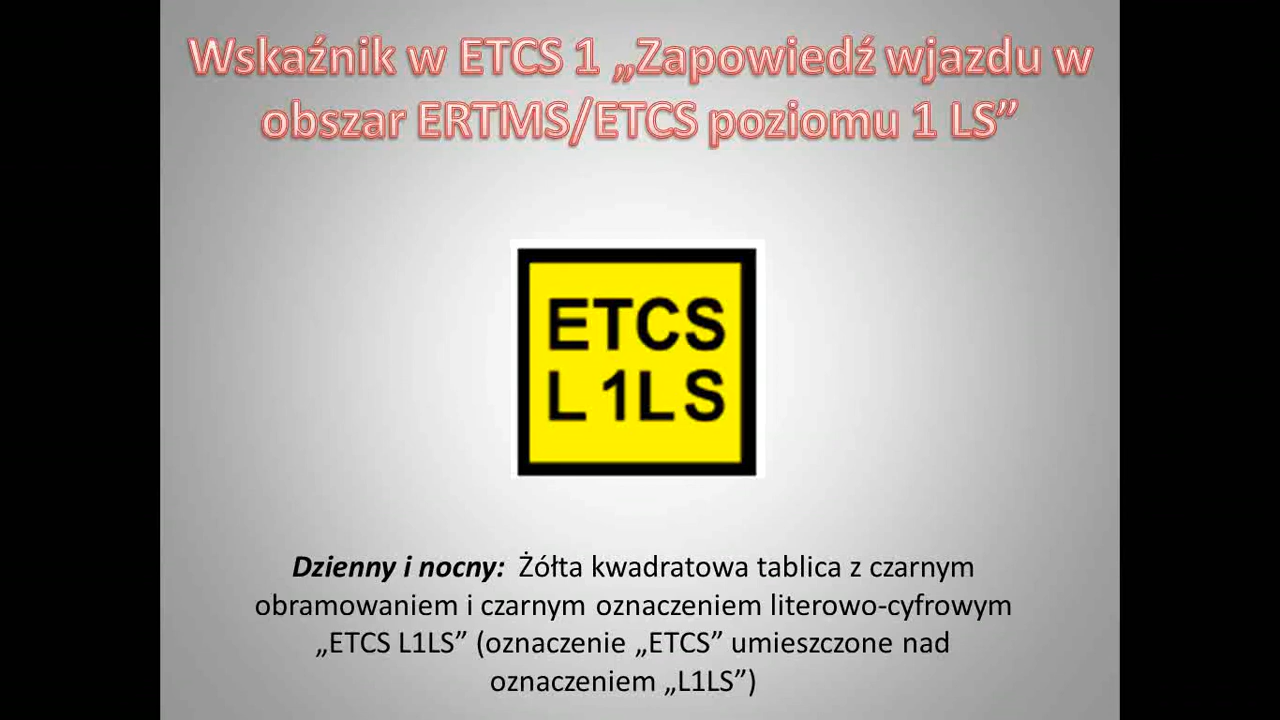 Wskaźnik w ETCS 1 „Zapowiedź wjazdu w
obszar ERTMS/ETCS poziomu 1 LS”
ETCS
L 1LS
Dzienny i nocny: Żółta kwadratowa tablica z czarnym
obramowaniem i czarnym oznaczeniem literowo-cyfrowym
„ETCS L1LS” (oznaczenie „ETCS” umieszczone nad
oznaczeniem „L1LS”)